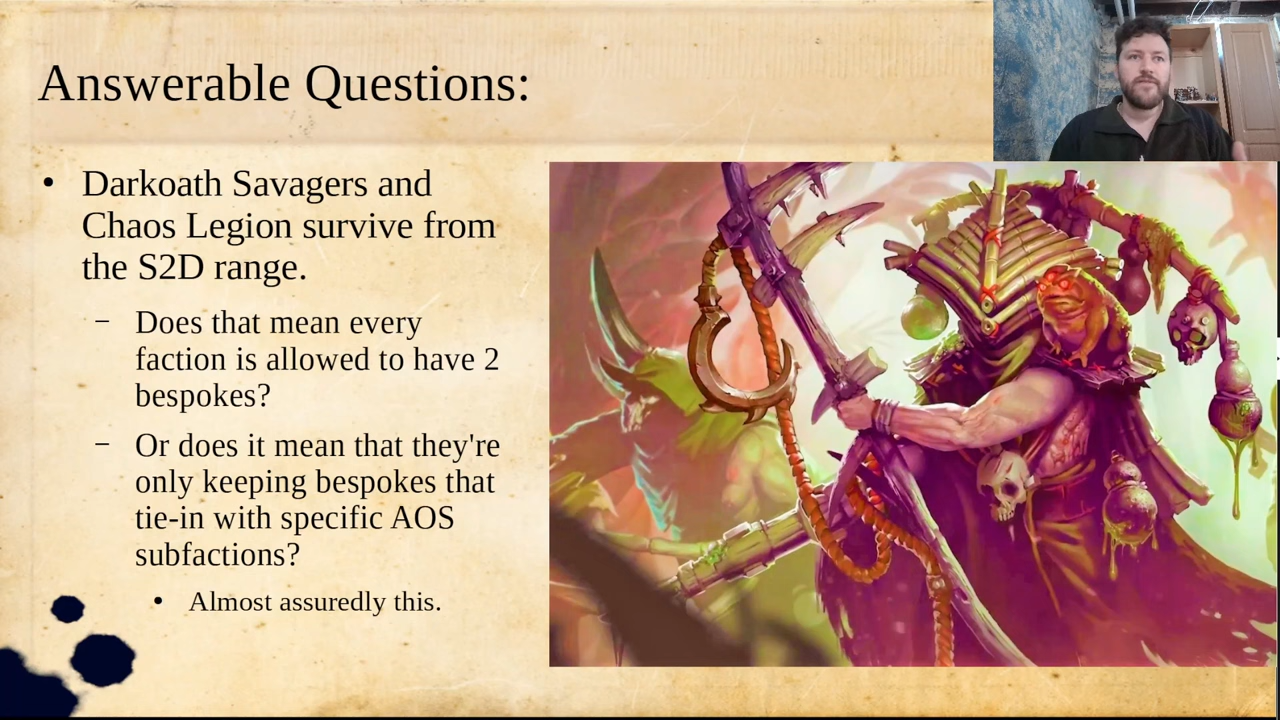 Answerable Questions:
• Darkoath Savagers and
Chaos Legion survive from
the S2D range.
– Does that mean every
faction is allowed to have 2
bespokes?
– Or does it mean that they're
only keeping bespokes that
tie-in with specific AOS
subfactions?
• Almost assuredly this.